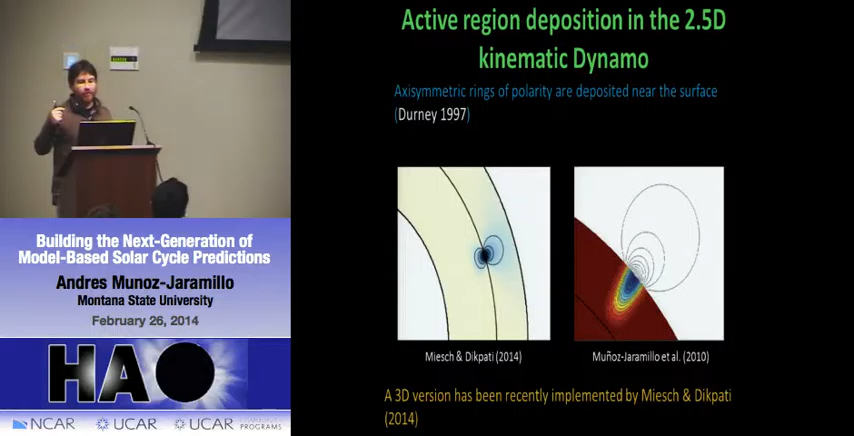 Active region deposition in the 2.5D
kinematic Dynamo
Axisymmetric rings of polarity are deposited near the surface
(Durney 1997)
Miesch & Dikpati (2014)
Muñoz-Jaramillo et al. (2010)
A 3D version has been recently implemented by Miesch & Dikpati
(2014)
Building the Next-Generation of
Model-Based Solar Cycle Predictions
Andres Munoz-Jaramillo
Montana State University
February 26, 2014
HAO
NCAR
UCAR
UCAR
PROGRAMS